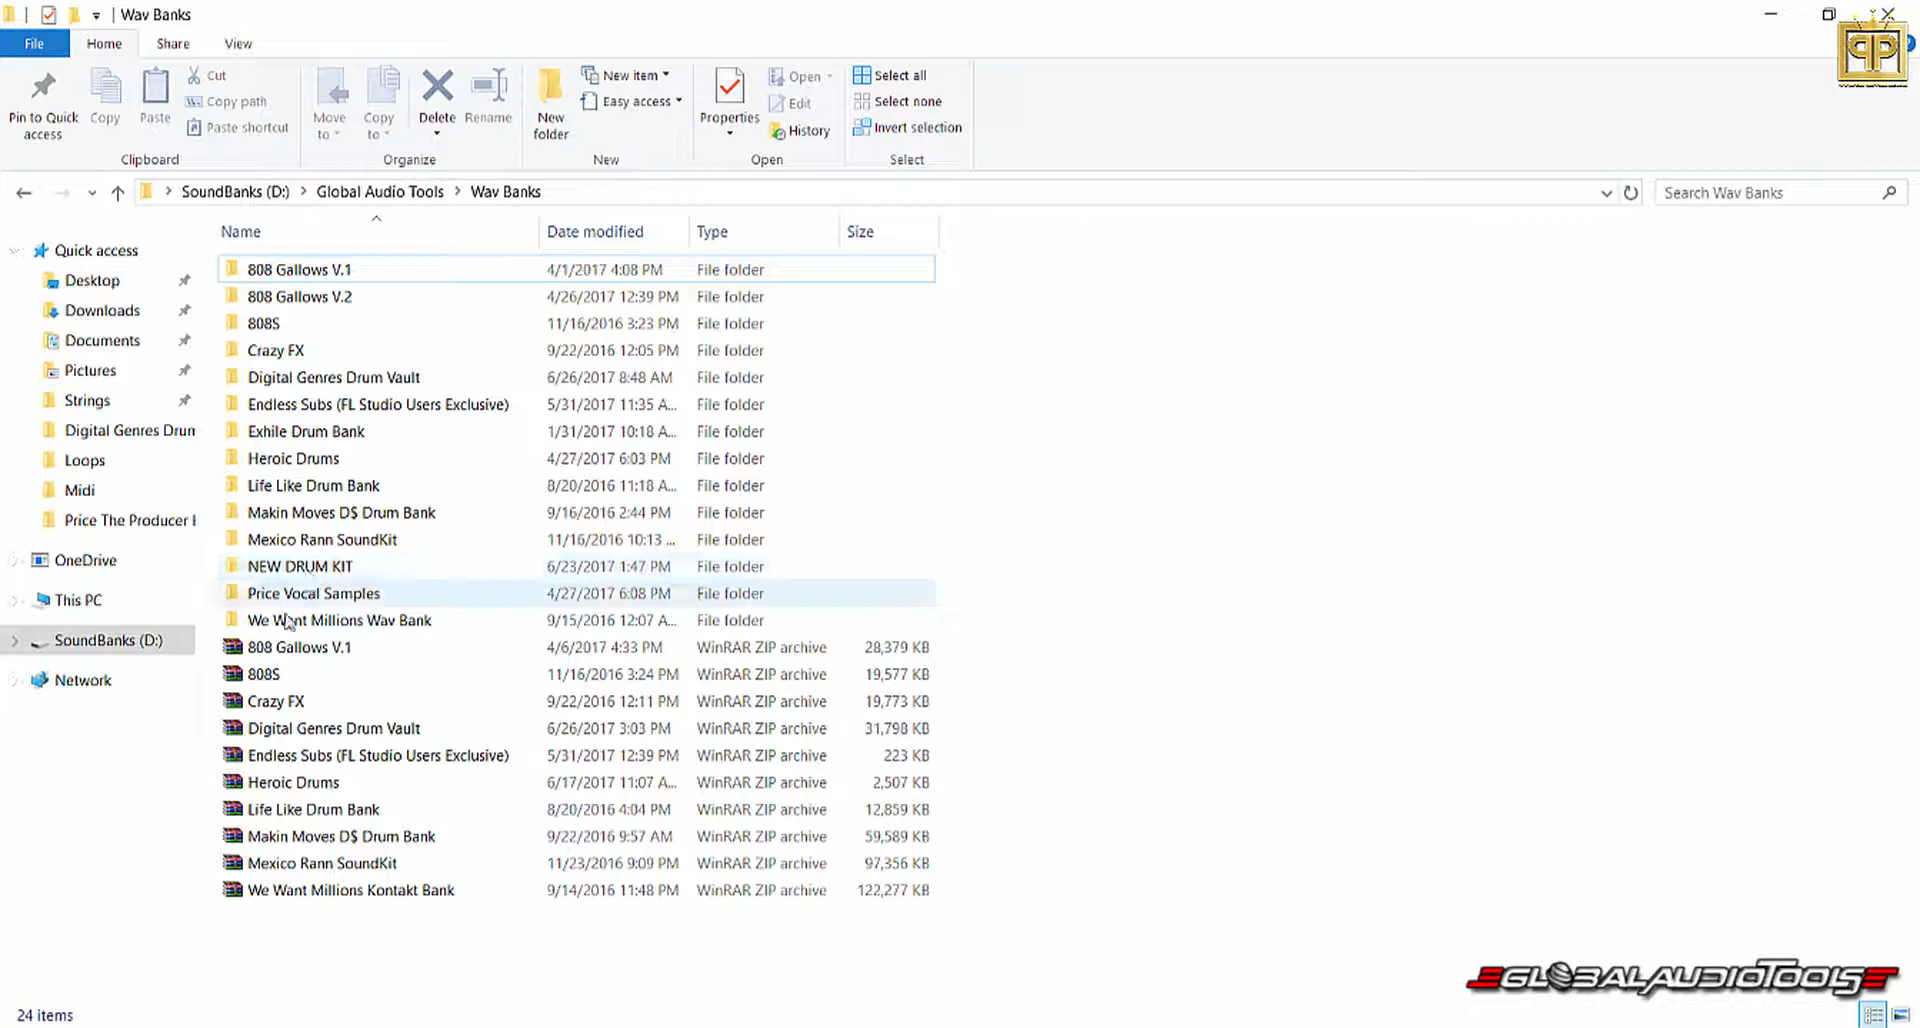 Wav Banks
File Home Share View
Pin to Quick access
Copy
Paste
Cut
Copy path
Paste shortcut
Clipboard
Move to
Copy to
Delete
Rename
Organize
New folder
New item
Easy access
New
Properties
Open
Edit
History
Open
Select all
Select none
Invert selection
Select
SoundBanks (D:) > Global Audio Tools > Wav Banks
Search Wav Banks
Name Date modified Type Size
Quick access
Desktop
Downloads
Documents
Pictures
Strings
Digital Genres Drum
Loops
Midi
Price The Producer
OneDrive
This PC
SoundBanks (D:)
Network
808 Gallows V.1 4/1/2017 4:08 PM File folder
808 Gallows V.2 4/26/2017 12:39 PM File folder
808S 11/16/2016 3:23 PM File folder
Crazy FX 9/22/2016 12:05 PM File folder
Digital Genres Drum Vault 6/26/2017 8:48 AM File folder
Endless Subs (FL Studio Users Exclusive) 5/31/2017 11:35 A... File folder
Exhile Drum Bank 1/31/2017 10:18 A... File folder
Heroic Drums 4/27/2017 6:03 PM File folder
Life Like Drum Bank 8/20/2016 11:18 A... File folder
Makin Moves D$ Drum Bank 9/16/2016 2:44 PM File folder
Mexico Rann SoundKit 11/16/2016 10:13 ... File folder
NEW DRUM KIT 6/23/2017 1:47 PM File folder
Price Vocal Samples 4/27/2017 6:08 PM File folder
We Want Millions Wav Bank 9/15/2016 12:07 A... File folder
808 Gallows V.1 4/6/2017 4:33 PM WinRAR ZIP archive 28,379 KB
808S 11/16/2016 3:24 PM WinRAR ZIP archive 19,577 KB
Crazy FX 9/22/2016 12:11 PM WinRAR ZIP archive 19,773 KB
Digital Genres Drum Vault 6/26/2017 3:03 PM WinRAR ZIP archive 31,798 KB
Endless Subs (FL Studio Users Exclusive) 5/31/2017 12:39 PM WinRAR ZIP archive 223 KB
Heroic Drums 6/17/2017 11:07 A... WinRAR ZIP archive 2,507 KB
Life Like Drum Bank 8/20/2016 4:04 PM WinRAR ZIP archive 12,859 KB
Makin Moves D$ Drum Bank 9/22/2016 9:57 AM WinRAR ZIP archive 59,589 KB
Mexico Rann SoundKit 11/23/2016 9:09 PM WinRAR ZIP archive 97,356 KB
We Want Millions Kontakt Bank 9/14/2016 11:48 PM WinRAR ZIP archive 122,277 KB
GLOBALAUDIOTOOLS
24 items